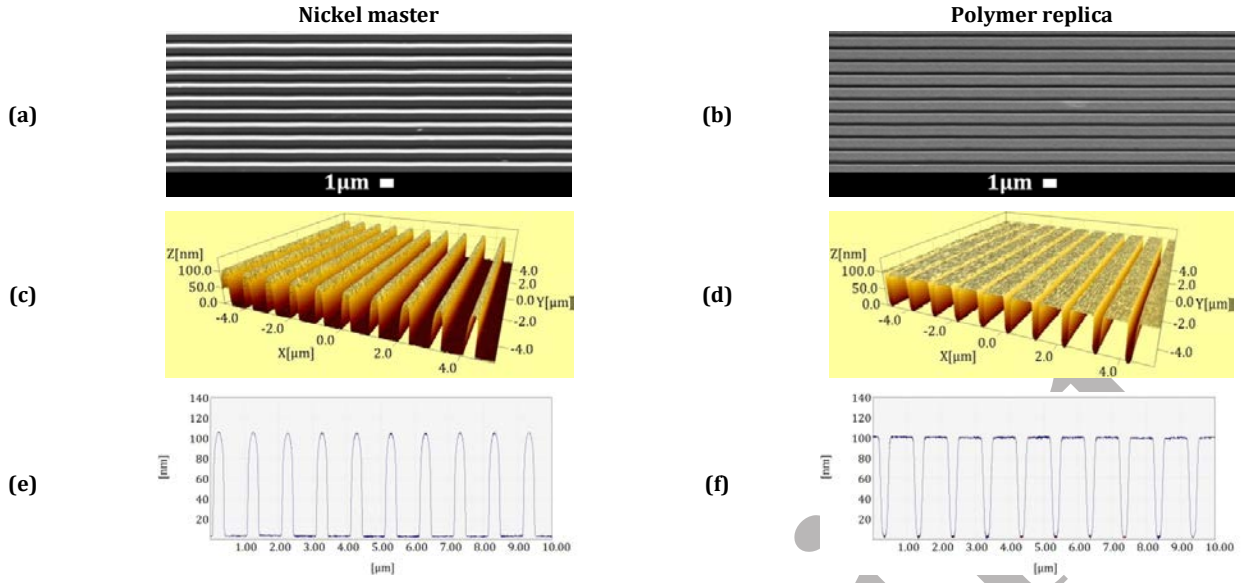 Nickel master
Polymer replica
(a)
1µm
(b)
1µm
(c)
Z[nm]
100.0
50.0
0.0
-4.0
-2.0
0.0
2.0
4.0
X[µm]
4.0
2.0
0.0
-2.0
-4.0
Y[µm]
(d)
Z[nm]
100.0
50.0
0.0
-4.0
-2.0
0.0
2.0
4.0
X[µm]
4.0
2.0
0.0
-2.0
-4.0
Y[µm]
(e)
140
120
100
80
60
40
20
[nm]
1.00 2.00 3.00 4.00 5.00 6.00 7.00 8.00 9.00 10.00
[µm]
(f)
140
120
100
80
60
40
20
[nm]
1.00 2.00 3.00 4.00 5.00 6.00 7.00 8.00 9.00 10.00
[µm]